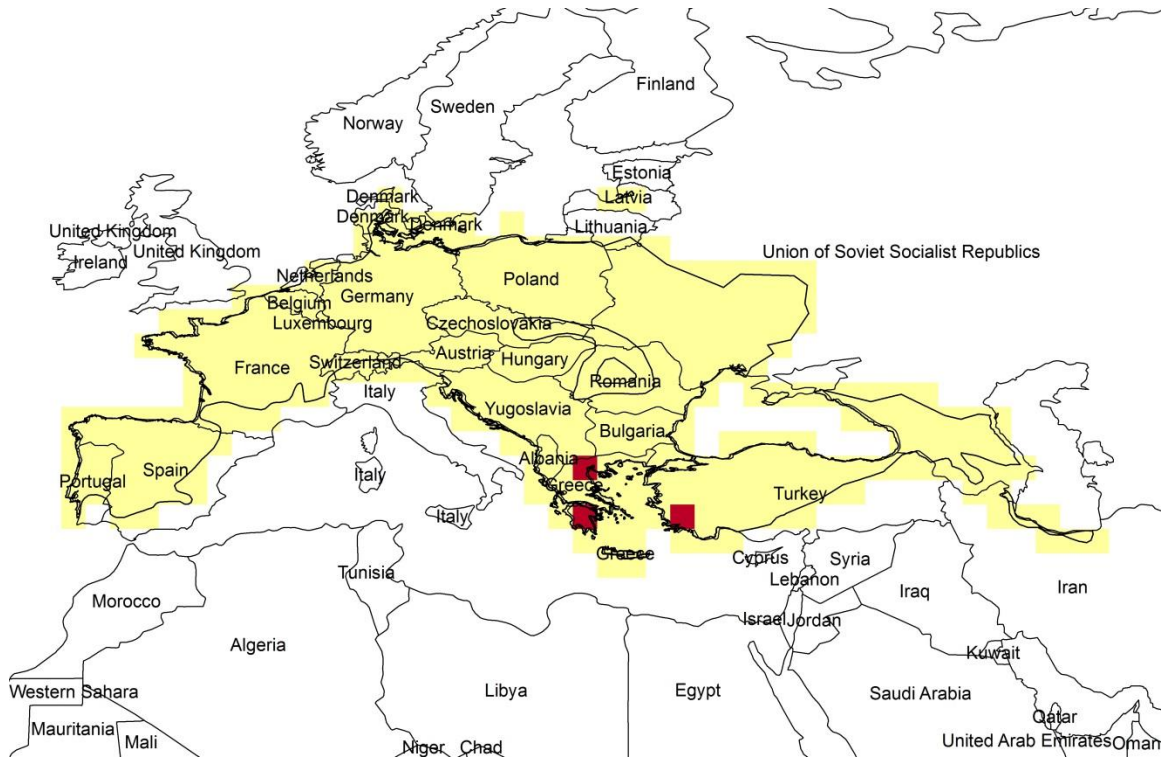 Finland
Sweden
Norway
Estonia
Denmark
Latvia
Denmark
Denmark
Lithuania
United Kingdom
United Kingdom
Ireland
Union of Soviet Socialist Republics
Netherlands
Poland
Germany
Belgium
Luxembourg
Czechoslovakia
Austria
Hungary
France
Switzerland
Romania
Italy
Yugoslavia
Bulgaria
Albania
Spain
Italy
Portugal
Greece
Turkey
Italy
Greece
Cyprus
Syria
Tunisia
Lebanon
Morocco
Iraq
Iran
Israel
Jordan
Algeria
Kuwait
Western Sahara
Libya
Egypt
Saudi Arabia
Mauritania
Mali
Qatar
United Arab Emirates
Oman
Niger
Chad